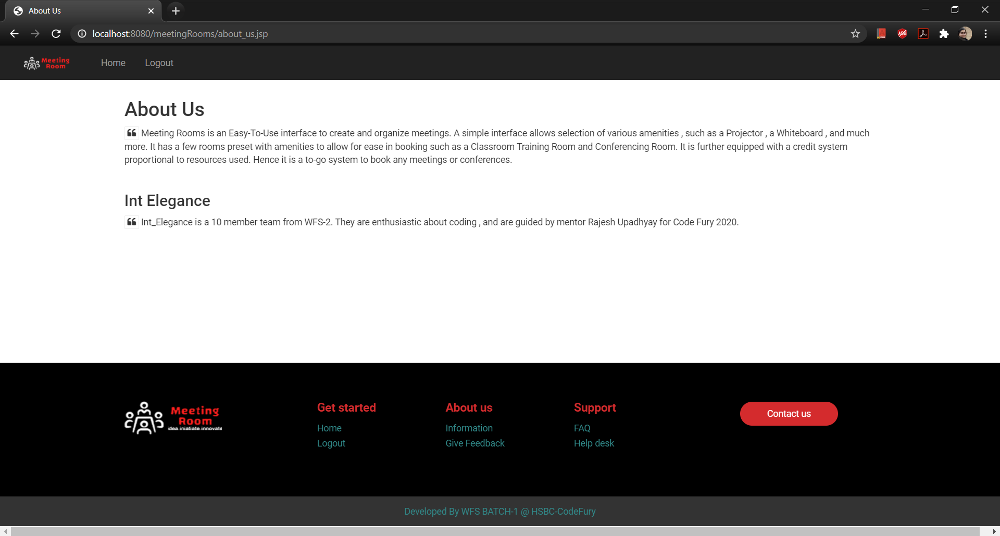 About Us
localhost:8080/meetingRooms/about_us.jsp
ABP
Meeting
Room
Home
Logout
About Us
Meeting Rooms is an Easy-To-Use interface to create and organize meetings. A simple interface allows selection of various amenities , such as a Projector , a Whiteboard , and much
more. It has a few rooms preset with amenities to allow for ease in booking such as a Classroom Training Room and Conferencing Room. It is further equipped with a credit system
proportional to resources used. Hence it is a to-go system to book any meetings or conferences.
Int Elegance
Int_Elegance is a 10 member team from WFS-2. They are enthusiastic about coding , and are guided by mentor Rajesh Upadhyay for Code Fury 2020.
Meeting
Room
idea.iniatiate.innovate
Get started
Home
Logout
About us
Information
Give Feedback
Support
FAQ
Help desk
Contact us
Developed By WFS BATCH-1 @ HSBC-CodeFury